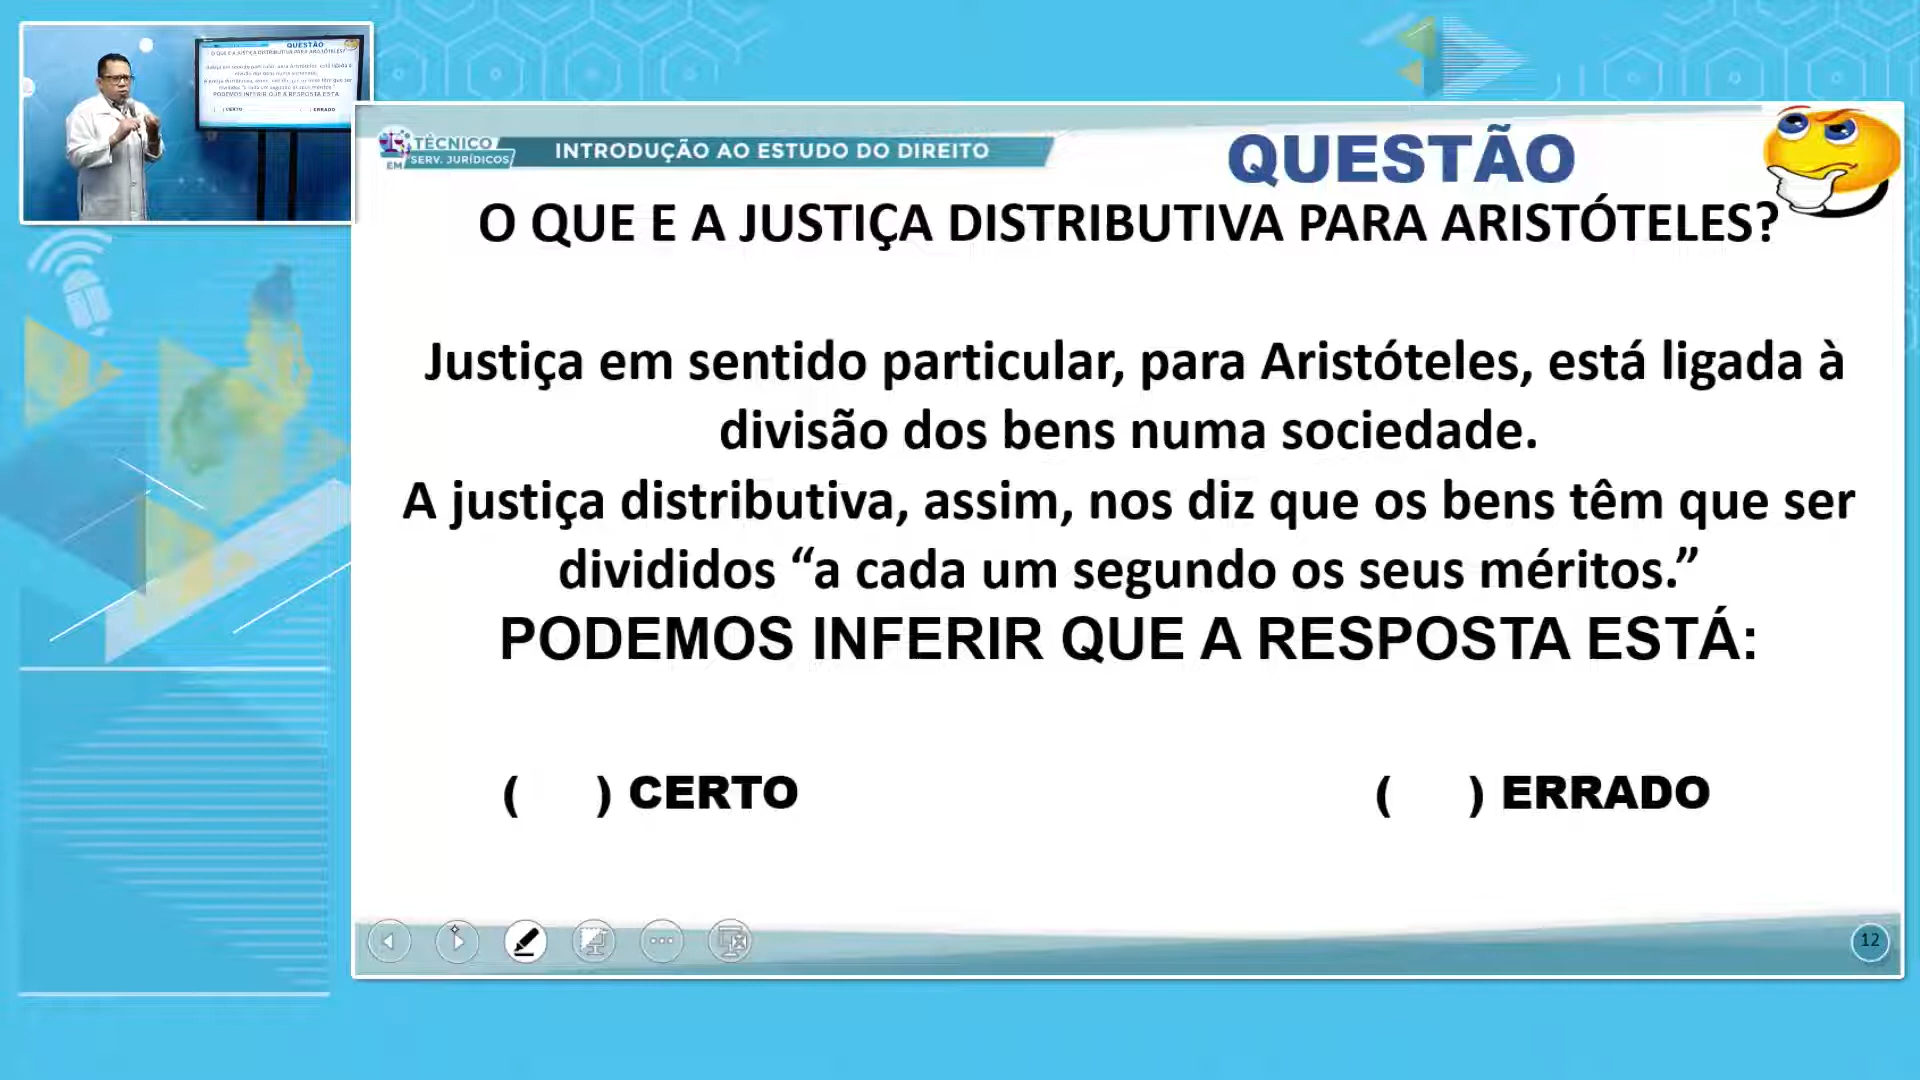 TÉCNICO
EM SERV. JURÍDICOS
INTRODUÇÃO AO ESTUDO DO DIREITO
QUESTÃO
O QUE E A JUSTIÇA DISTRIBUTIVA PARA ARISTÓTELES?
Justiça em sentido particular, para Aristóteles, está ligada à
divisão dos bens numa sociedade.
A justiça distributiva, assim, nos diz que os bens têm que ser
divididos “a cada um segundo os seus méritos.”
PODEMOS INFERIR QUE A RESPOSTA ESTÁ:
( ) CERTO ( ) ERRADO
12